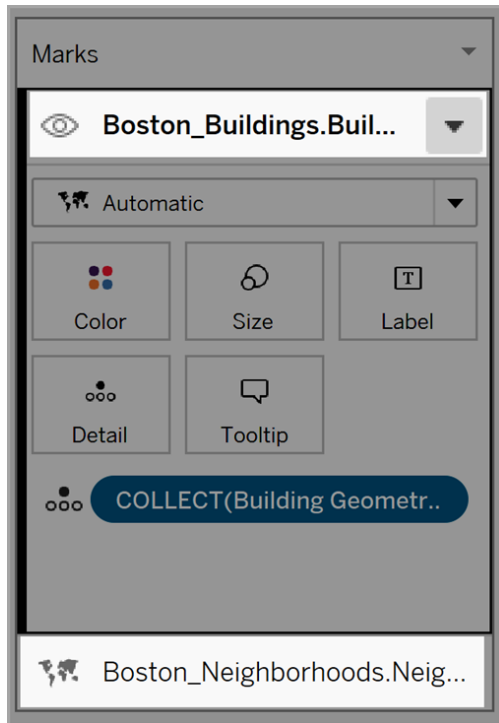 Marks
Boston_Buildings.Buil...
Automatic
Color Size Label
Detail Tooltip
COLLECT(Building Geometr..
Boston_Neighborhoods.Neig...